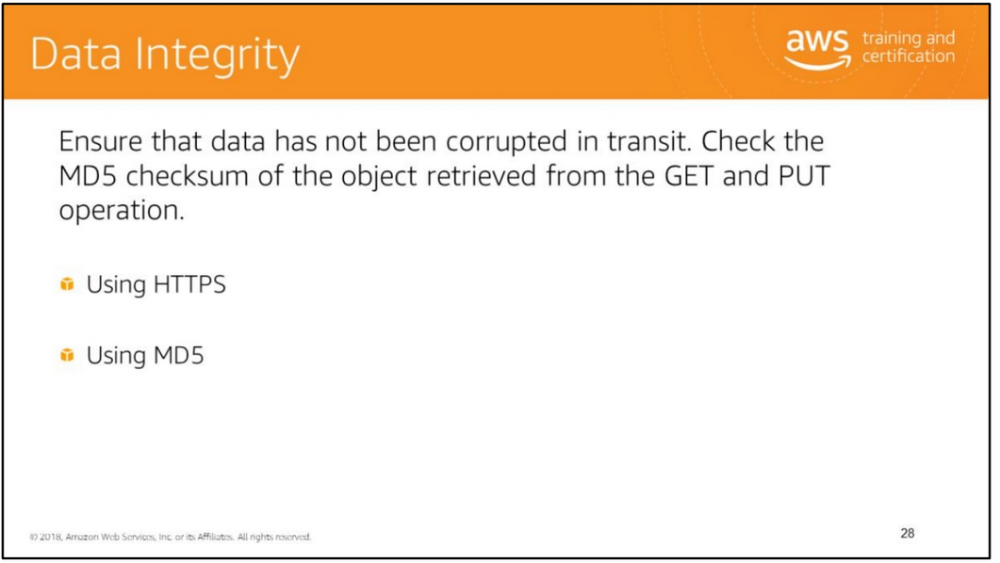 Data Integrity
aws training and
certification
Ensure that data has not been corrupted in transit. Check the
MD5 checksum of the object retrieved from the GET and PUT
operation.
Using HTTPS
Using MD5
© 2018, Amazon Web Services, Inc. or its Affiliates. All rights reserved.
28